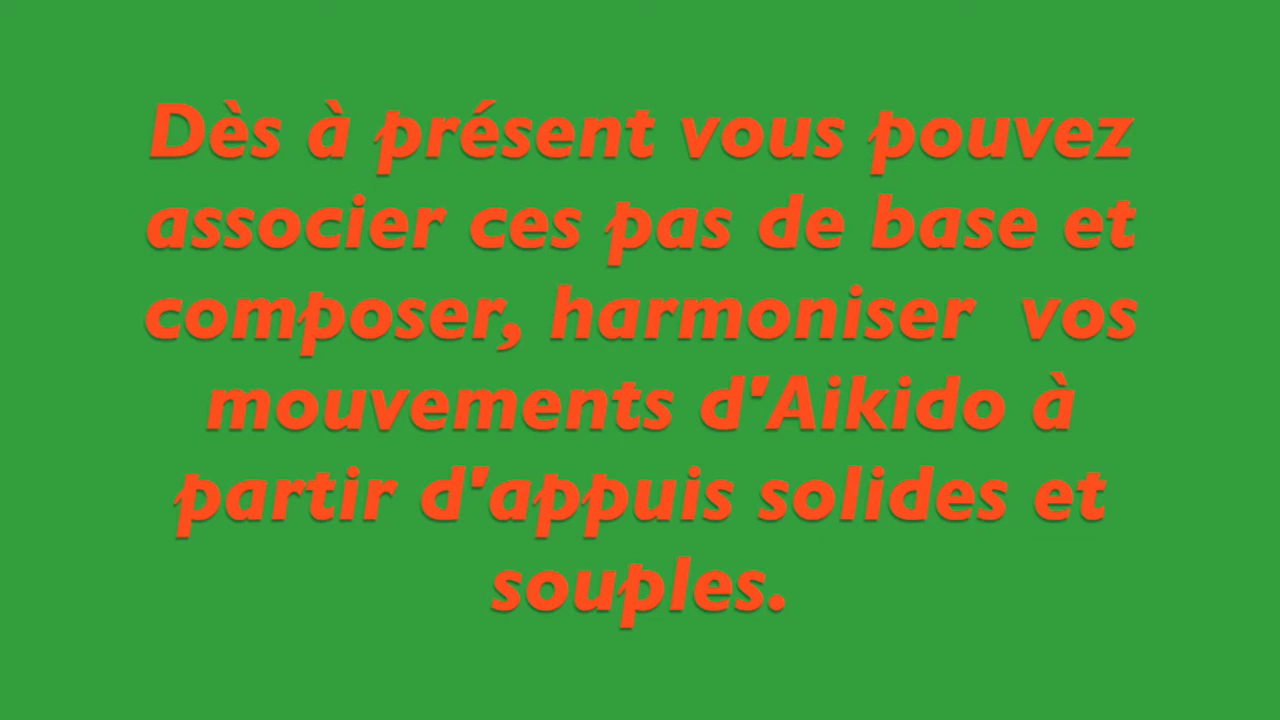 Dès à présent vous pouvez
associer ces pas de base et
composer, harmoniser  vos
mouvements d'Aikido à
partir d'appuis solides et
souples.